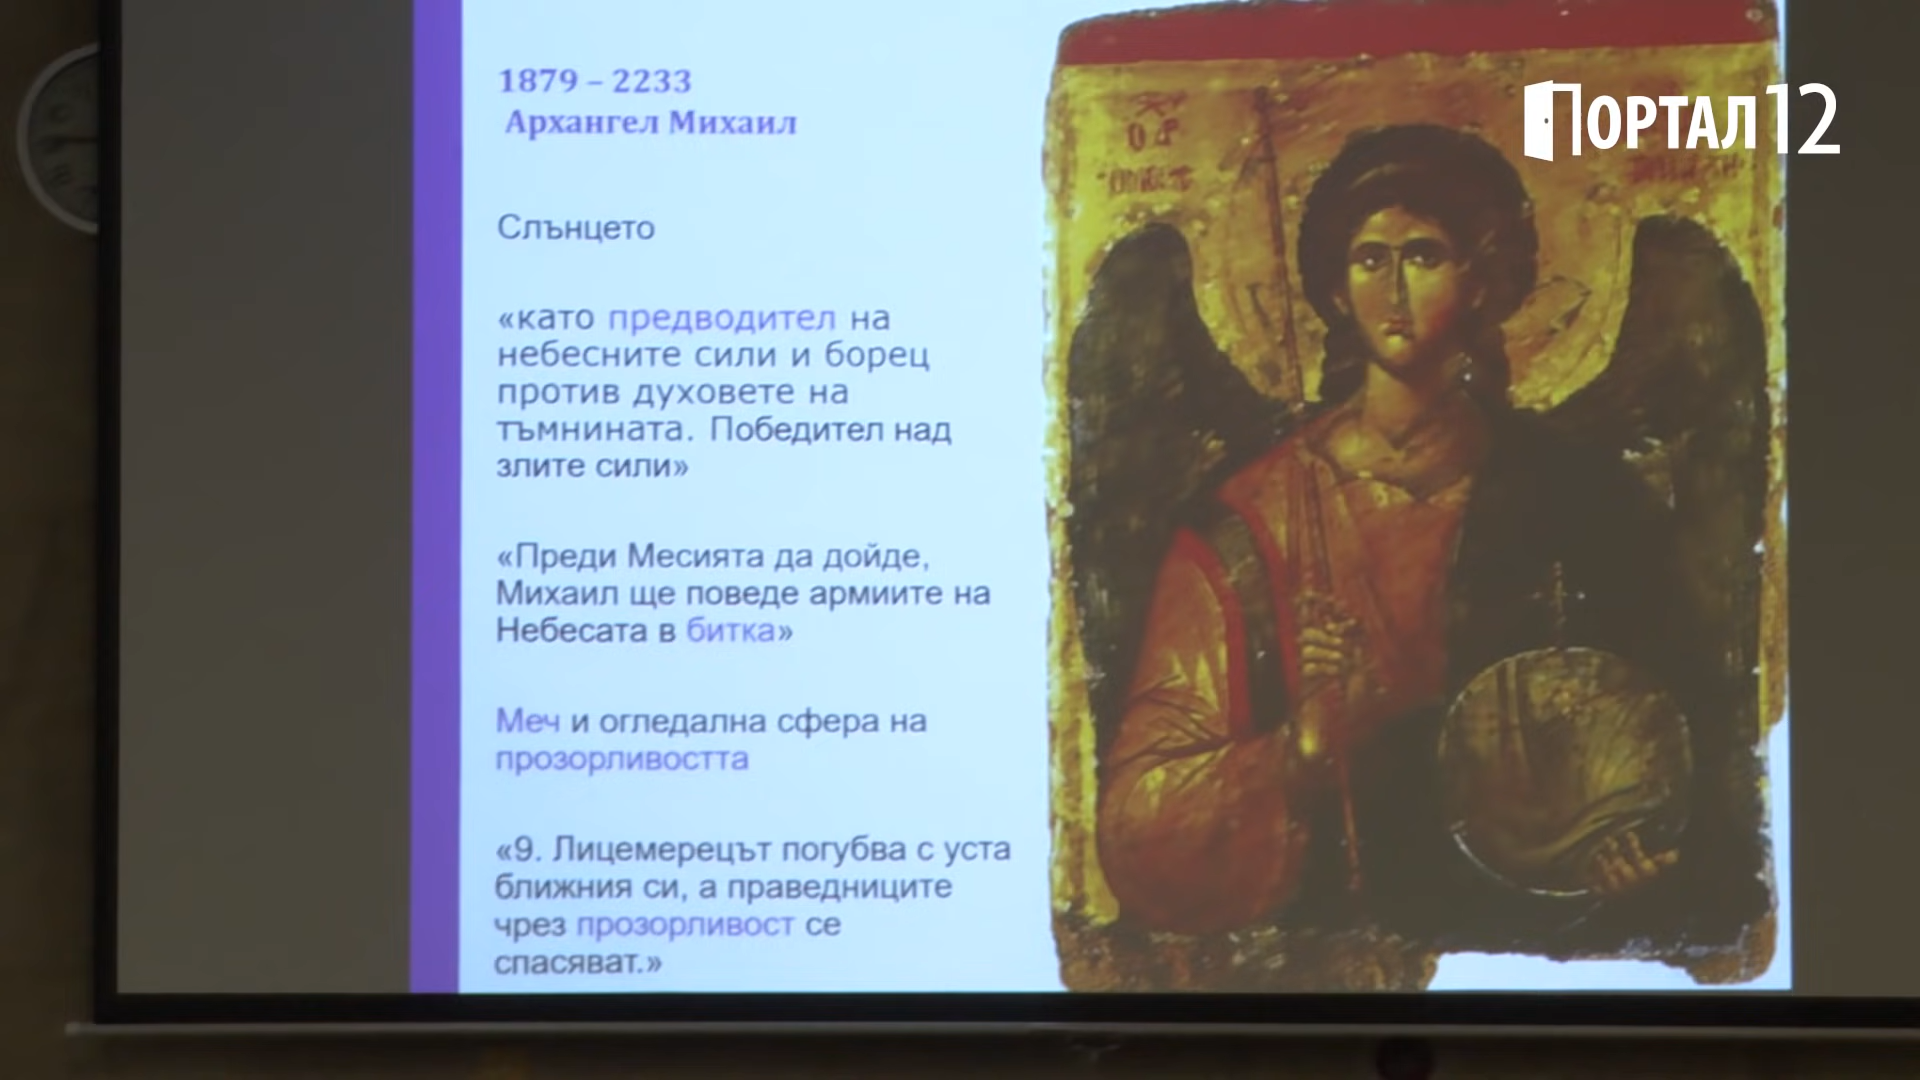 1879 – 2233
Архангел Михаил
ПОРТАЛ 12
Слънцето
«като предводител на
небесните сили и борец
против духовете на
тъмнината. Победител над
злите сили»
«Преди Месията да дойде,
Михаил ще поведе армиите на
Небесата в битка»
Меч и огледална сфера на
прозорливостта
«9. Лицемерецът погубва с уста
ближния си, а праведниците
чрез прозорливост се
спасяват.»